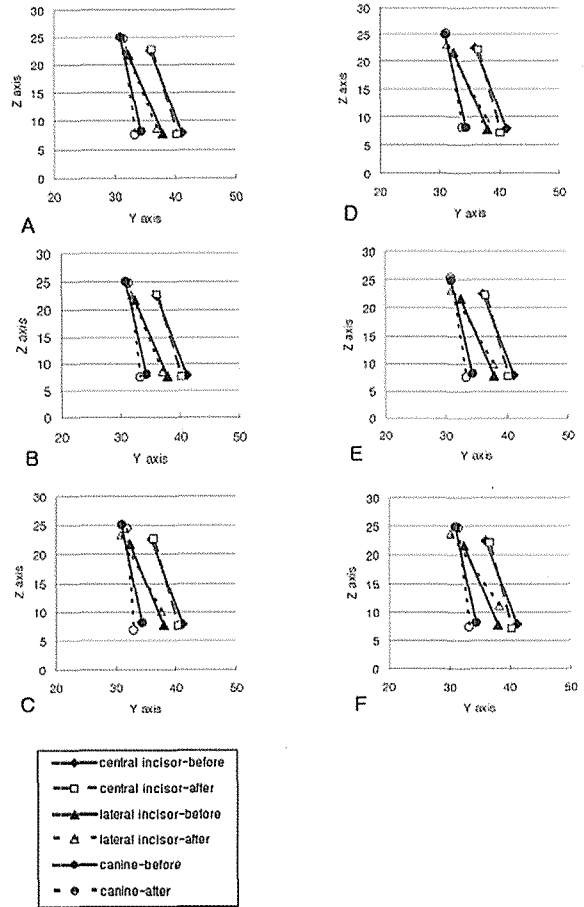 30
25
20
15
10
5
0
Z axis
20 30 40 50
Y axis
A
30
25
20
15
10
5
0
Z axis
20 30 40 50
Y axis
D
30
25
20
15
10
5
0
Z axis
20 30 40 50
Y axis
B
30
25
20
15
10
5
0
Z axis
20 30 40 50
Y axis
E
30
25
20
15
10
5
0
Z axis
20 30 40 50
Y axis
C
30
25
20
15
10
5
0
Z axis
20 30 40 50
Y axis
F
central incisor-before
central incisor-after
lateral incisor-before
lateral incisor-after
canine-before
canine-after